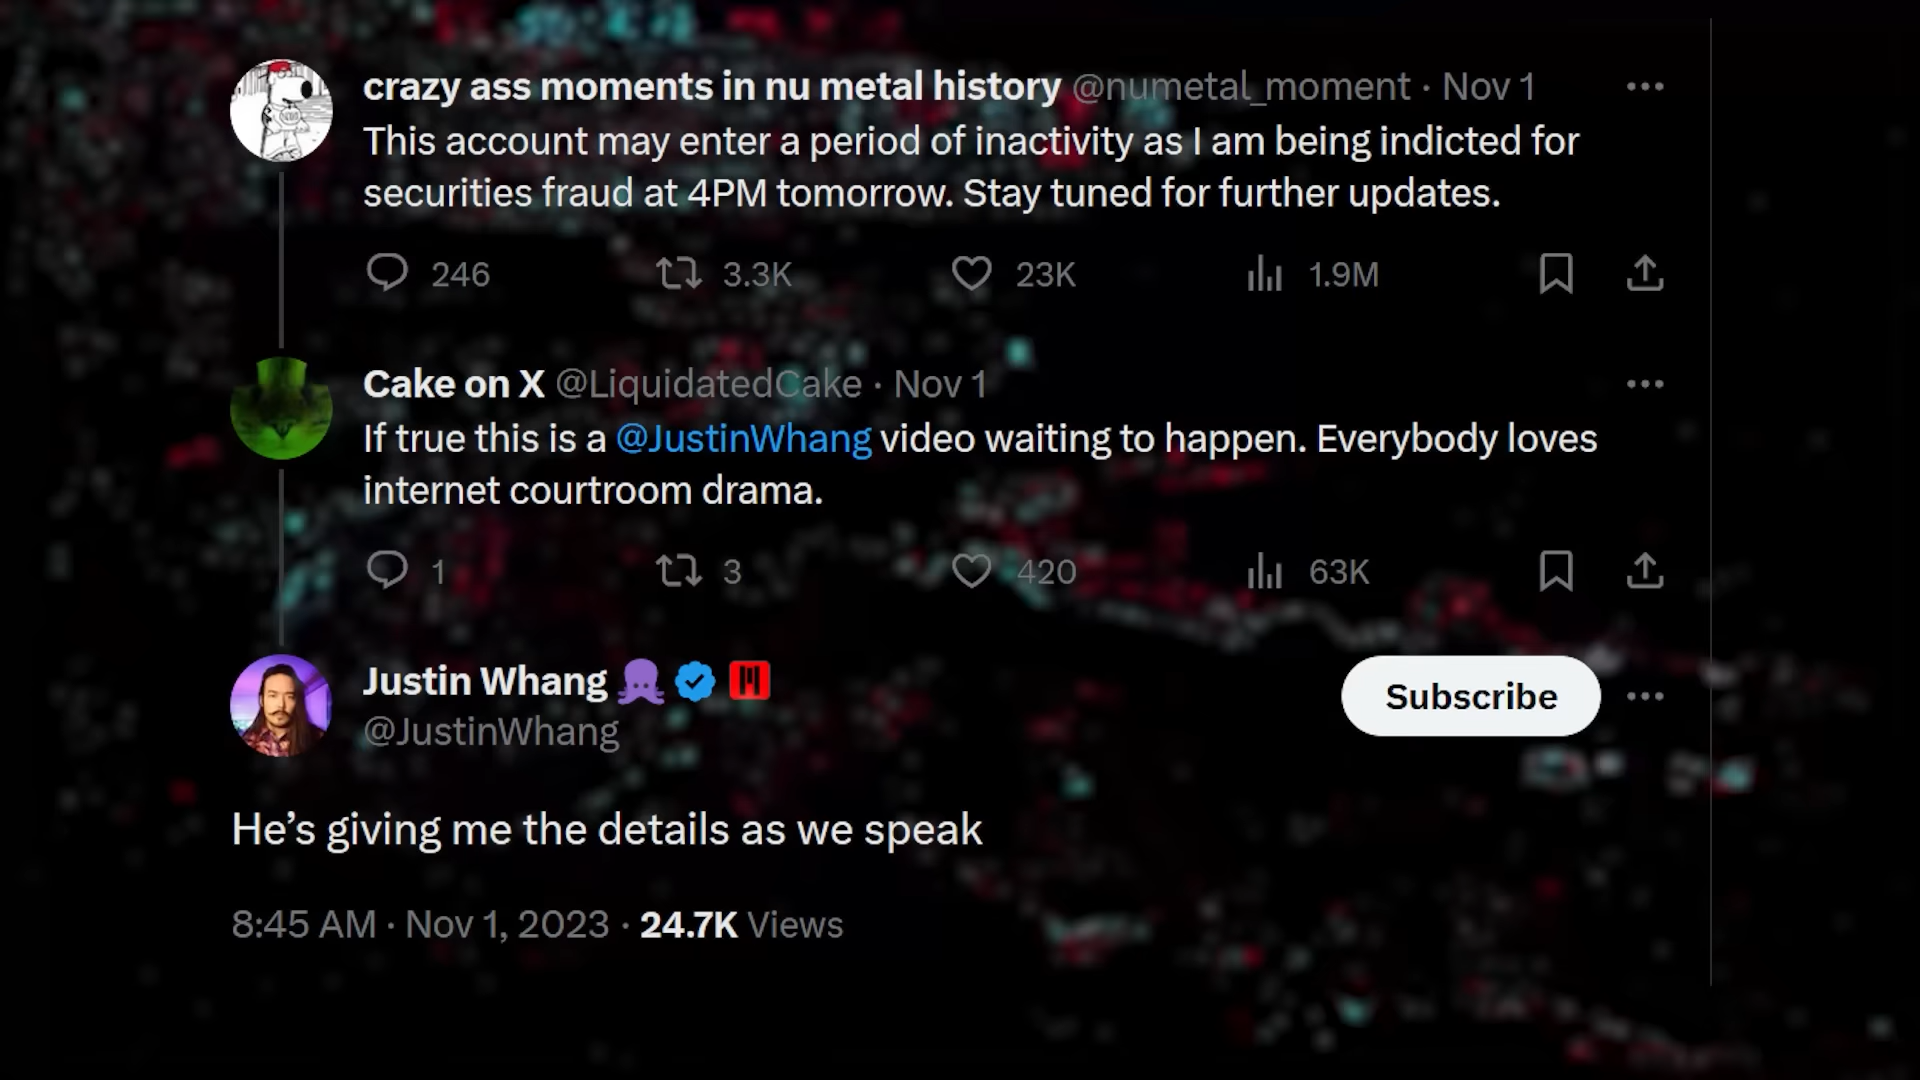 crazy ass moments in nu metal history @numetal_moment · Nov 1
This account may enter a period of inactivity as I am being indicted for
securities fraud at 4PM tomorrow. Stay tuned for further updates.
246 3.3K 23K 1.9M
Cake on X @LiquidatedCake · Nov 1
If true this is a @JustinWhang video waiting to happen. Everybody loves
internet courtroom drama.
1 3 420 63K
Justin Whang
Subscribe
@JustinWhang
He’s giving me the details as we speak
8:45 AM · Nov 1, 2023 · 24.7K Views